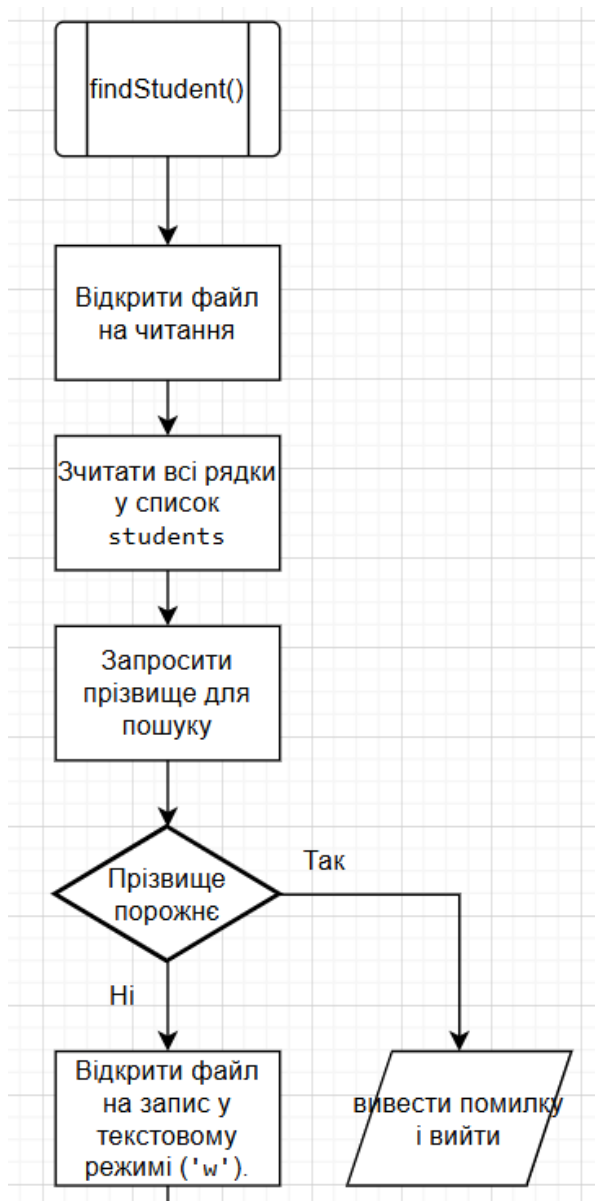 findStudent()
Відкрити файл
на читання
Зчитати всі рядки
у список
students
Запросити
прізвище для
пошуку
Прізвище
порожнє
Так
Ні
Відкрити файл
на запис у
текстовому
режимі ('w').
вивести помилку
і вийти